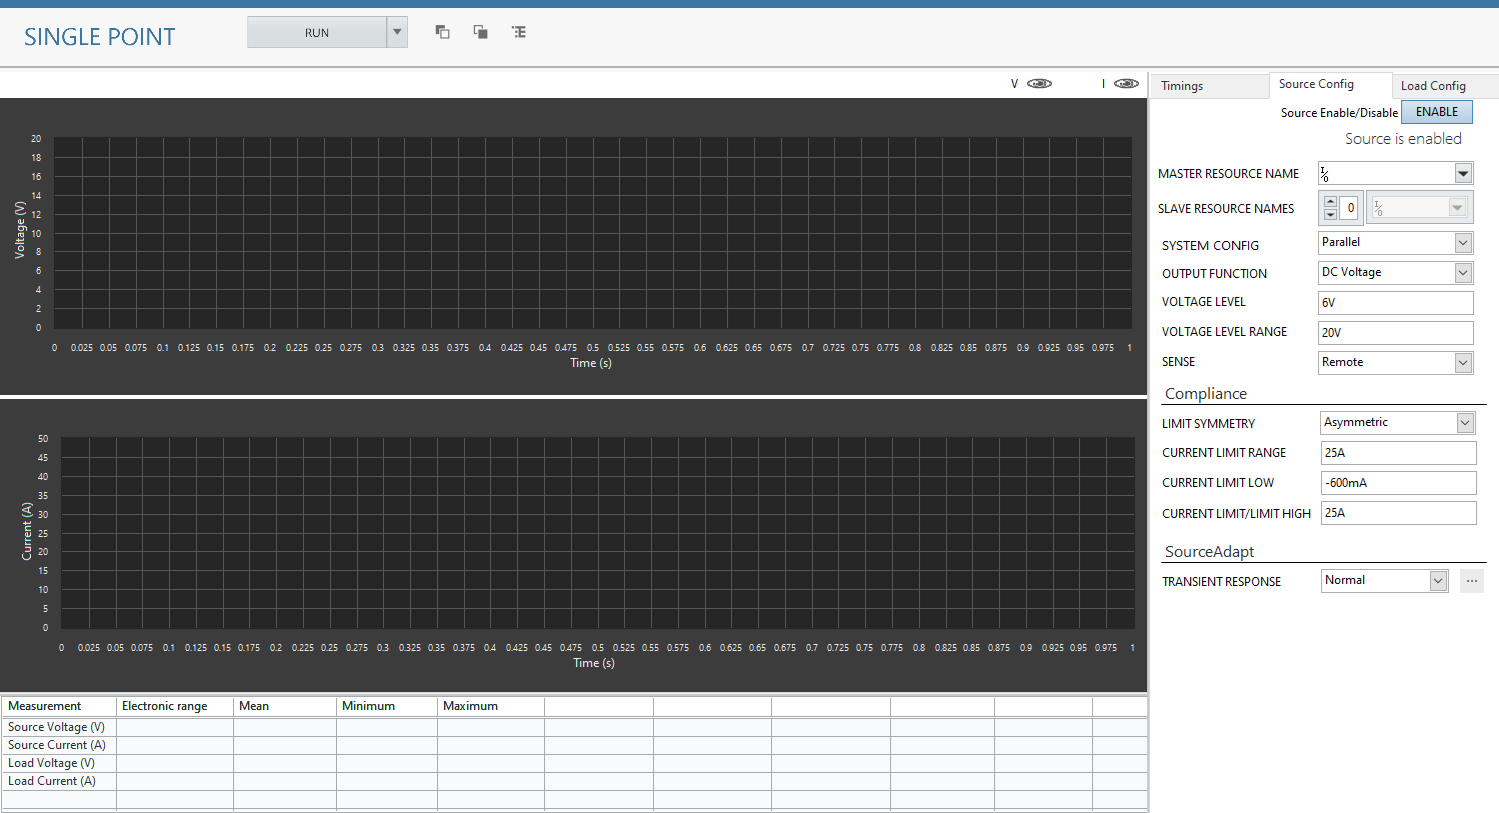 SINGLE POINT
RUN
V
I
20
18
16
14
12
10
8
6
4
2
0
Voltage (V)
0 0.025 0.05 0.075 0.1 0.125 0.15 0.175 0.2 0.225 0.25 0.275 0.3 0.325 0.35 0.375 0.4 0.425 0.45 0.475 0.5 0.525 0.55 0.575 0.6 0.625 0.65 0.675 0.7 0.725 0.75 0.775 0.8 0.825 0.85 0.875 0.9 0.925 0.95 0.975 1
Time (s)
50
45
40
35
30
25
20
15
10
5
0
Current (A)
0 0.025 0.05 0.075 0.1 0.125 0.15 0.175 0.2 0.225 0.25 0.275 0.3 0.325 0.35 0.375 0.4 0.425 0.45 0.475 0.5 0.525 0.55 0.575 0.6 0.625 0.65 0.675 0.7 0.725 0.75 0.775 0.8 0.825 0.85 0.875 0.9 0.925 0.95 0.975 1
Time (s)
Measurement Electronic range Mean Minimum Maximum
Source Voltage (V)
Source Current (A)
Load Voltage (V)
Load Current (A)
Timings Source Config Load Config
Source Enable/Disable ENABLE
Source is enabled
MASTER RESOURCE NAME I/O
SLAVE RESOURCE NAMES 0 I/O
SYSTEM CONFIG Parallel
OUTPUT FUNCTION DC Voltage
VOLTAGE LEVEL 6V
VOLTAGE LEVEL RANGE 20V
SENSE Remote
Compliance
LIMIT SYMMETRY Asymmetric
CURRENT LIMIT RANGE 25A
CURRENT LIMIT LOW -600mA
CURRENT LIMIT/LIMIT HIGH 25A
SourceAdapt
TRANSIENT RESPONSE Normal ...